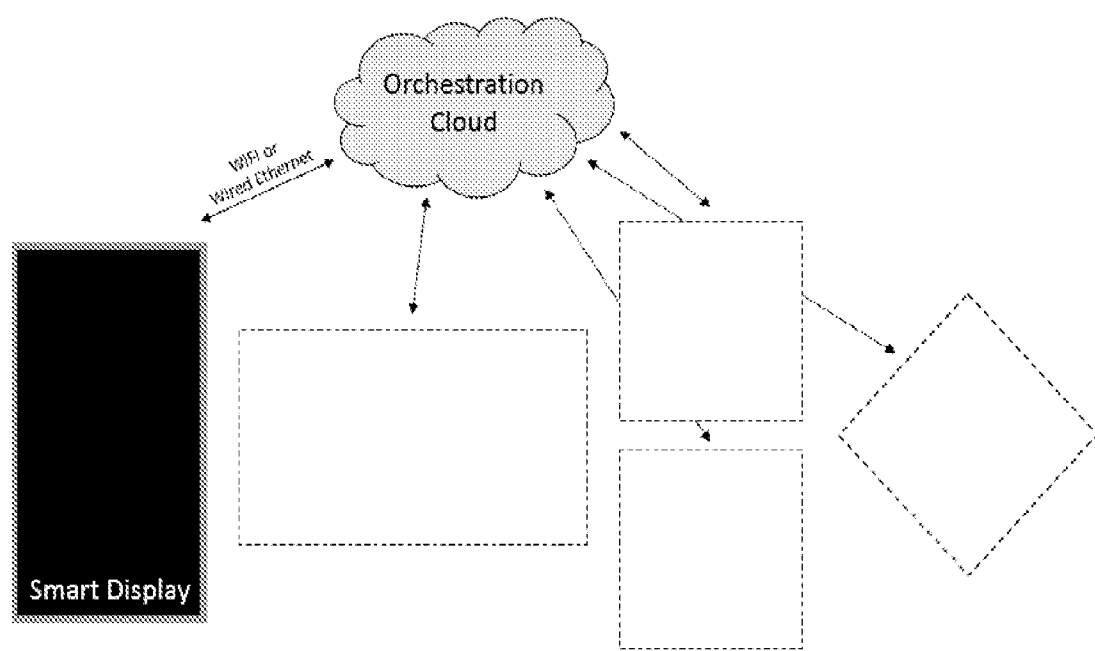 Orchestration
Cloud
WiFi or
Wired Ethernet
Smart Display